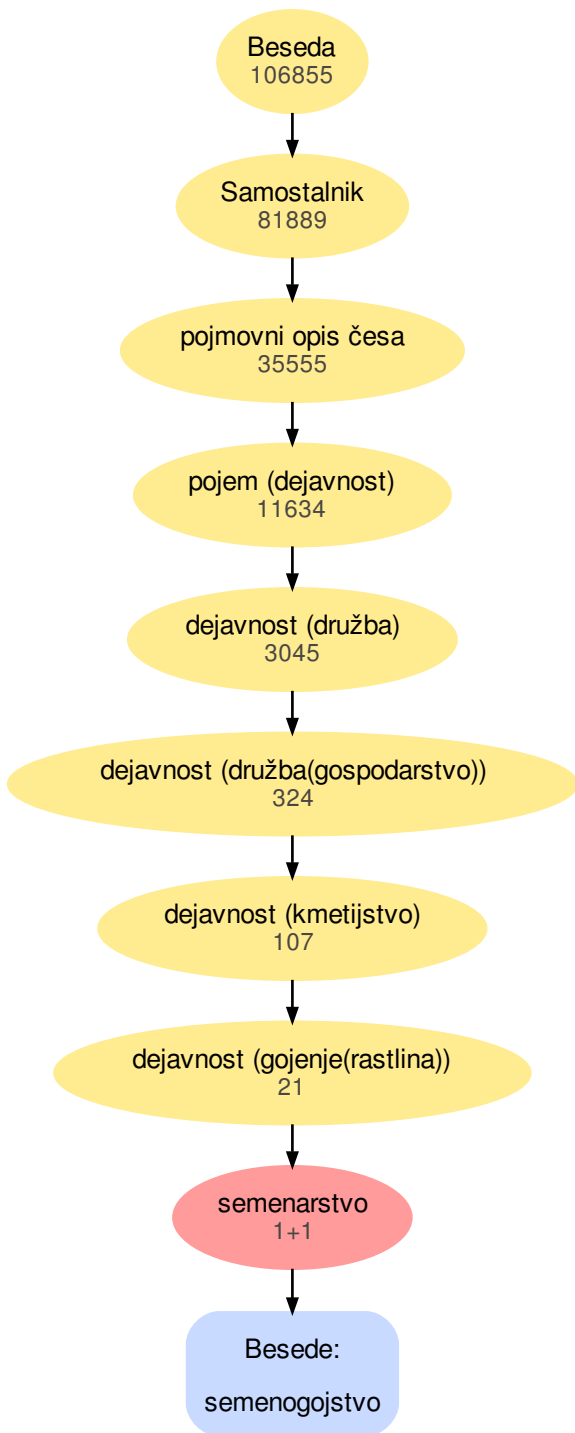 Beseda
106855
Samostalnik
81889
pojmovni opis česa
35555
pojem (dejavnost)
11634
dejavnost (družba)
3045
dejavnost (družba(gospodarstvo))
324
dejavnost (kmetijstvo)
107
dejavnost (gojenje(rastlina))
21
semenarstvo
1+1
Besede:
semenogojstvo